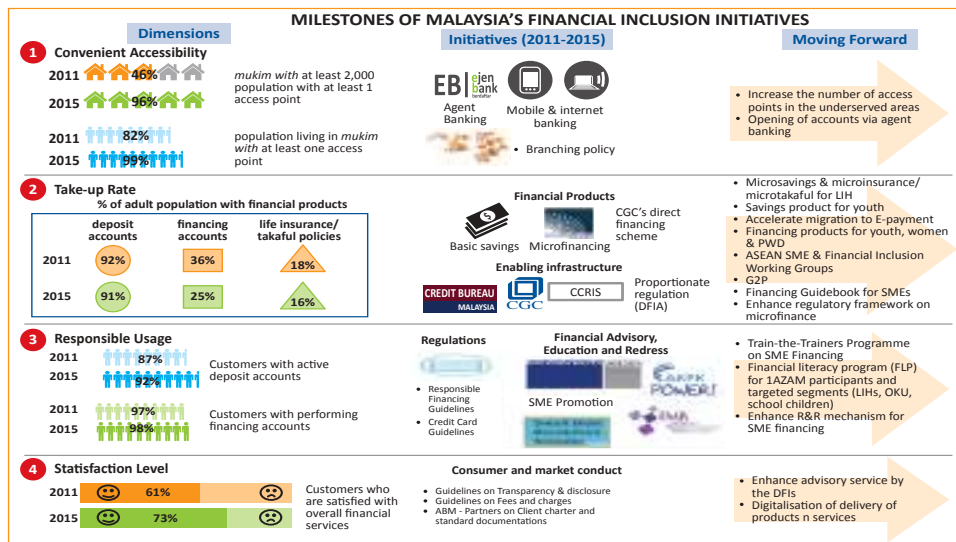 MILESTONES OF MALAYSIA'S FINANCIAL INCLUSION INITIATIVES
Dimensions
Initiatives (2011-2015)
Moving Forward
1 Convenient Accessibility
2011 46%
2015 96%
mukim with at least 2,000
population with at least 1
access point
2011 82%
2015 99%
population living in mukim
with at least one access
point
EB ejen
bank
berdaftar
Agent
Banking
Mobile & internet
banking
• Branching policy
• Increase the number of access
points in the underserved areas
• Opening of accounts via agent
banking
2 Take-up Rate
% of adult population with financial products
deposit
accounts
financing
accounts
life insurance/
takaful policies
2011 92% 36% 18%
2015 91% 25% 16%
Financial Products
Basic savings
Microfinancing
CGC's direct
financing
scheme
Enabling infrastructure
CREDIT BUREAU
MALAYSIA
CGC
CCRIS
Proportionate
regulation
(DFIA)
• Microsavings & microinsurance/
microtakaful for LIH
• Savings product for youth
• Accelerate migration to E-payment
• Financing products for youth, women
& PWD
• ASEAN SME & Financial Inclusion
Working Groups
• G2P
• Financing Guidebook for SMEs
• Enhance regulatory framework on
microfinance
3 Responsible Usage
2011 87%
2015 92%
Customers with active
deposit accounts
2011 97%
2015 98%
Customers with performing
financing accounts
Regulations
• Responsible
Financing
Guidelines
• Credit Card
Guidelines
Financial Advisory,
Education and Redress
SME Promotion
POWER!
• Train-the-Trainers Programme
on SME Financing
• Financial literacy program (FLP)
for 1AZAM participants and
targeted segments (LIHs, OKU,
school children)
• Enhance R&R mechanism for
SME financing
4 Satisfaction Level
2011 61%
2015 73%
Customers who
are satisfied with
overall financial
services
Consumer and market conduct
• Guidelines on Transparency & disclosure
• Guidelines on Fees and charges
• ABM - Partners on Client charter and
standard documentations
• Enhance advisory service by
the DFIs
• Digitalisation of delivery of
products n services